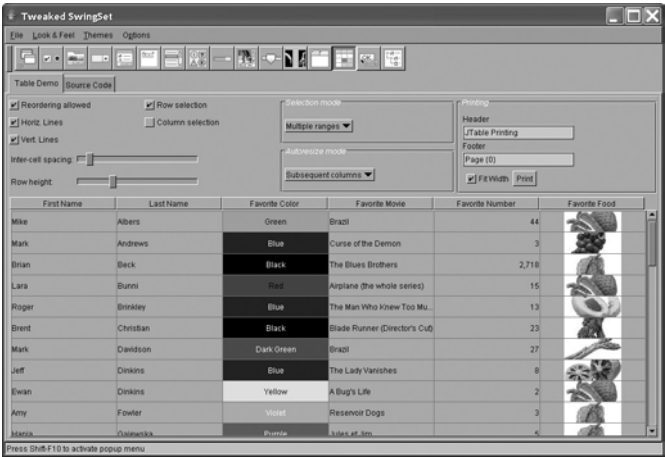 Tweaked SwingSet
File Look & Feel Themes Options
Table Demo Source Code
Reordering allowed
Row selection
Horiz. Lines
Column selection
Vert. Lines
Inter-cell spacing:
Row height:
Selection mode
Multiple ranges
Autoresize mode
Subsequent columns
Printing
Header
JTable Printing
Footer
Page {0}
Fit Width Print
First Name Last Name Favorite Color Favorite Movie Favorite Number Favorite Food
Mike Albers Green Brazil 44
Mark Andrews Blue Curse of the Demon 3
Brian Beck Black The Blues Brothers 2,718
Lara Bunni Red Airplane (the whole series) 15
Roger Brinkley Blue The Man Who Knew Too Mu...
13
Brent Christian Black Blade Runner (Director's Cut) 23
Mark Davidson Dark Green Brazil 27
Jeff Dinkins Blue The Lady Vanishes 8
Ewan Dinkins Yellow A Bug's Life 2
Amy Fowler Violet Reservoir Dogs 3
Hania Gajewska Purple Jules et Jim 5
Press Shift-F10 to activate popup menu